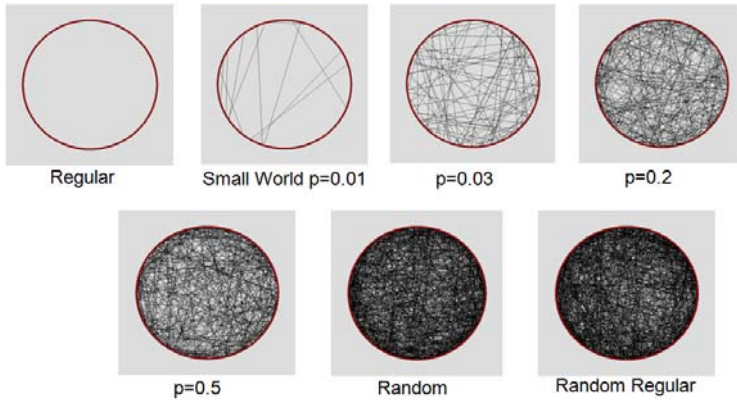 Regular
Small World p=0.01
p=0.03
p=0.2
p=0.5
Random
Random Regular